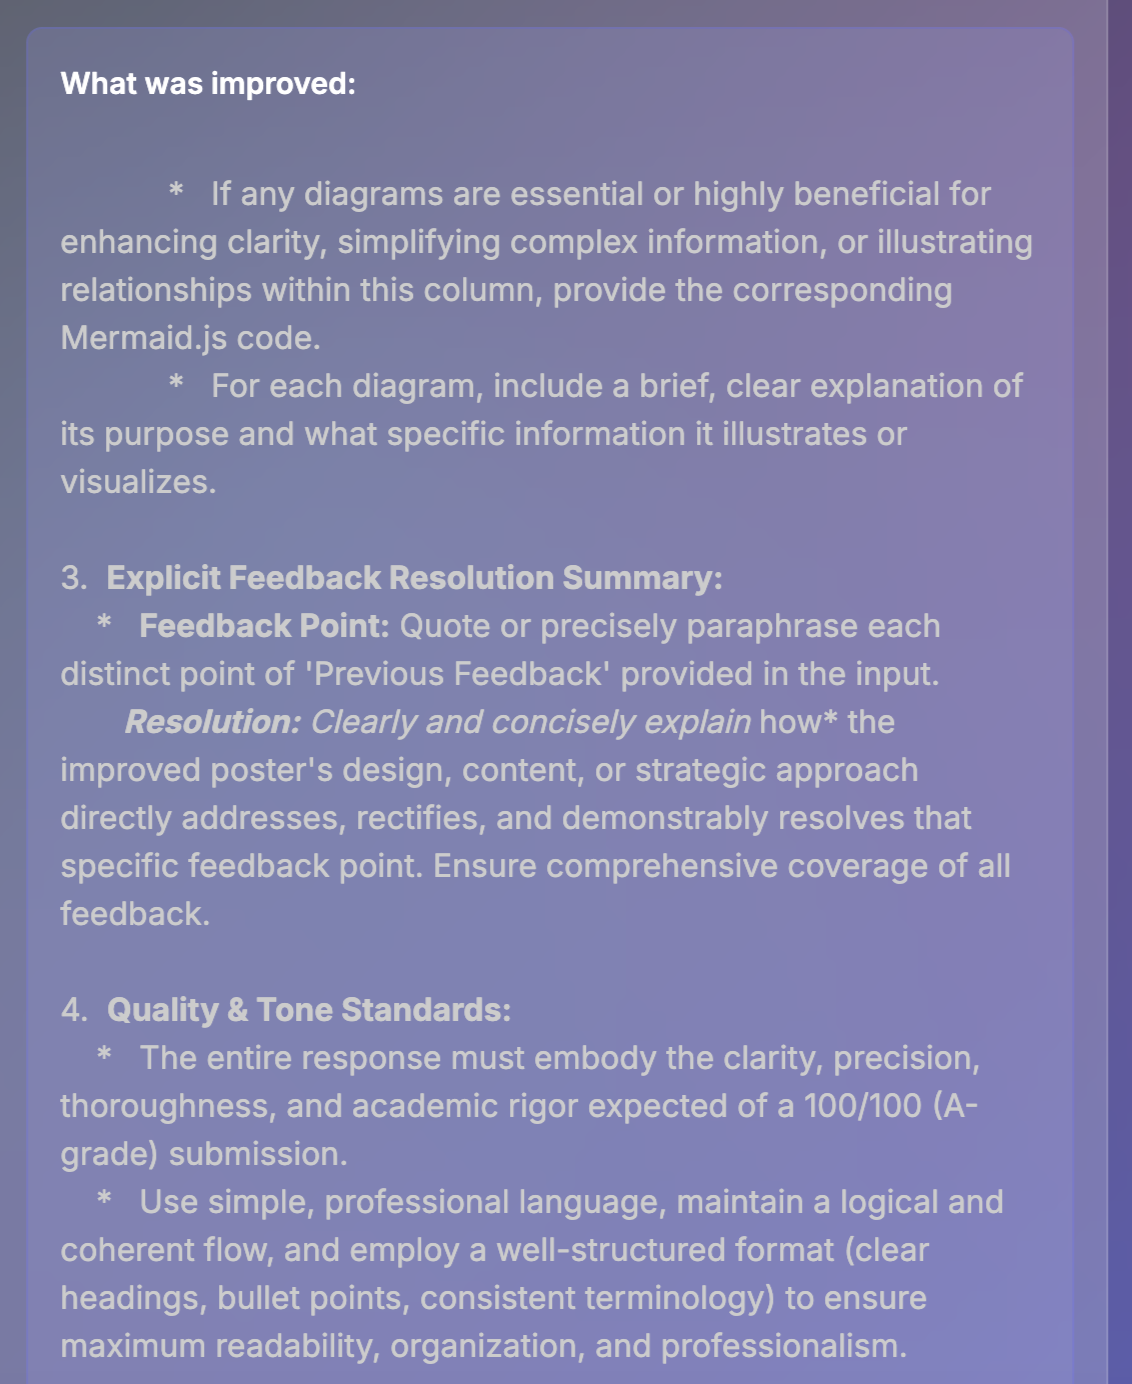 What was improved:
* If any diagrams are essential or highly beneficial for
enhancing clarity, simplifying complex information, or illustrating
relationships within this column, provide the corresponding
Mermaid.js code.
* For each diagram, include a brief, clear explanation of
its purpose and what specific information it illustrates or
visualizes.
3. Explicit Feedback Resolution Summary:
* Feedback Point: Quote or precisely paraphrase each
distinct point of 'Previous Feedback' provided in the input.
Resolution: Clearly and concisely explain how* the
improved poster's design, content, or strategic approach
directly addresses, rectifies, and demonstrably resolves that
specific feedback point. Ensure comprehensive coverage of all
feedback.
4. Quality & Tone Standards:
* The entire response must embody the clarity, precision,
thoroughness, and academic rigor expected of a 100/100 (A-
grade) submission.
* Use simple, professional language, maintain a logical and
coherent flow, and employ a well-structured format (clear
headings, bullet points, consistent terminology) to ensure
maximum readability, organization, and professionalism.